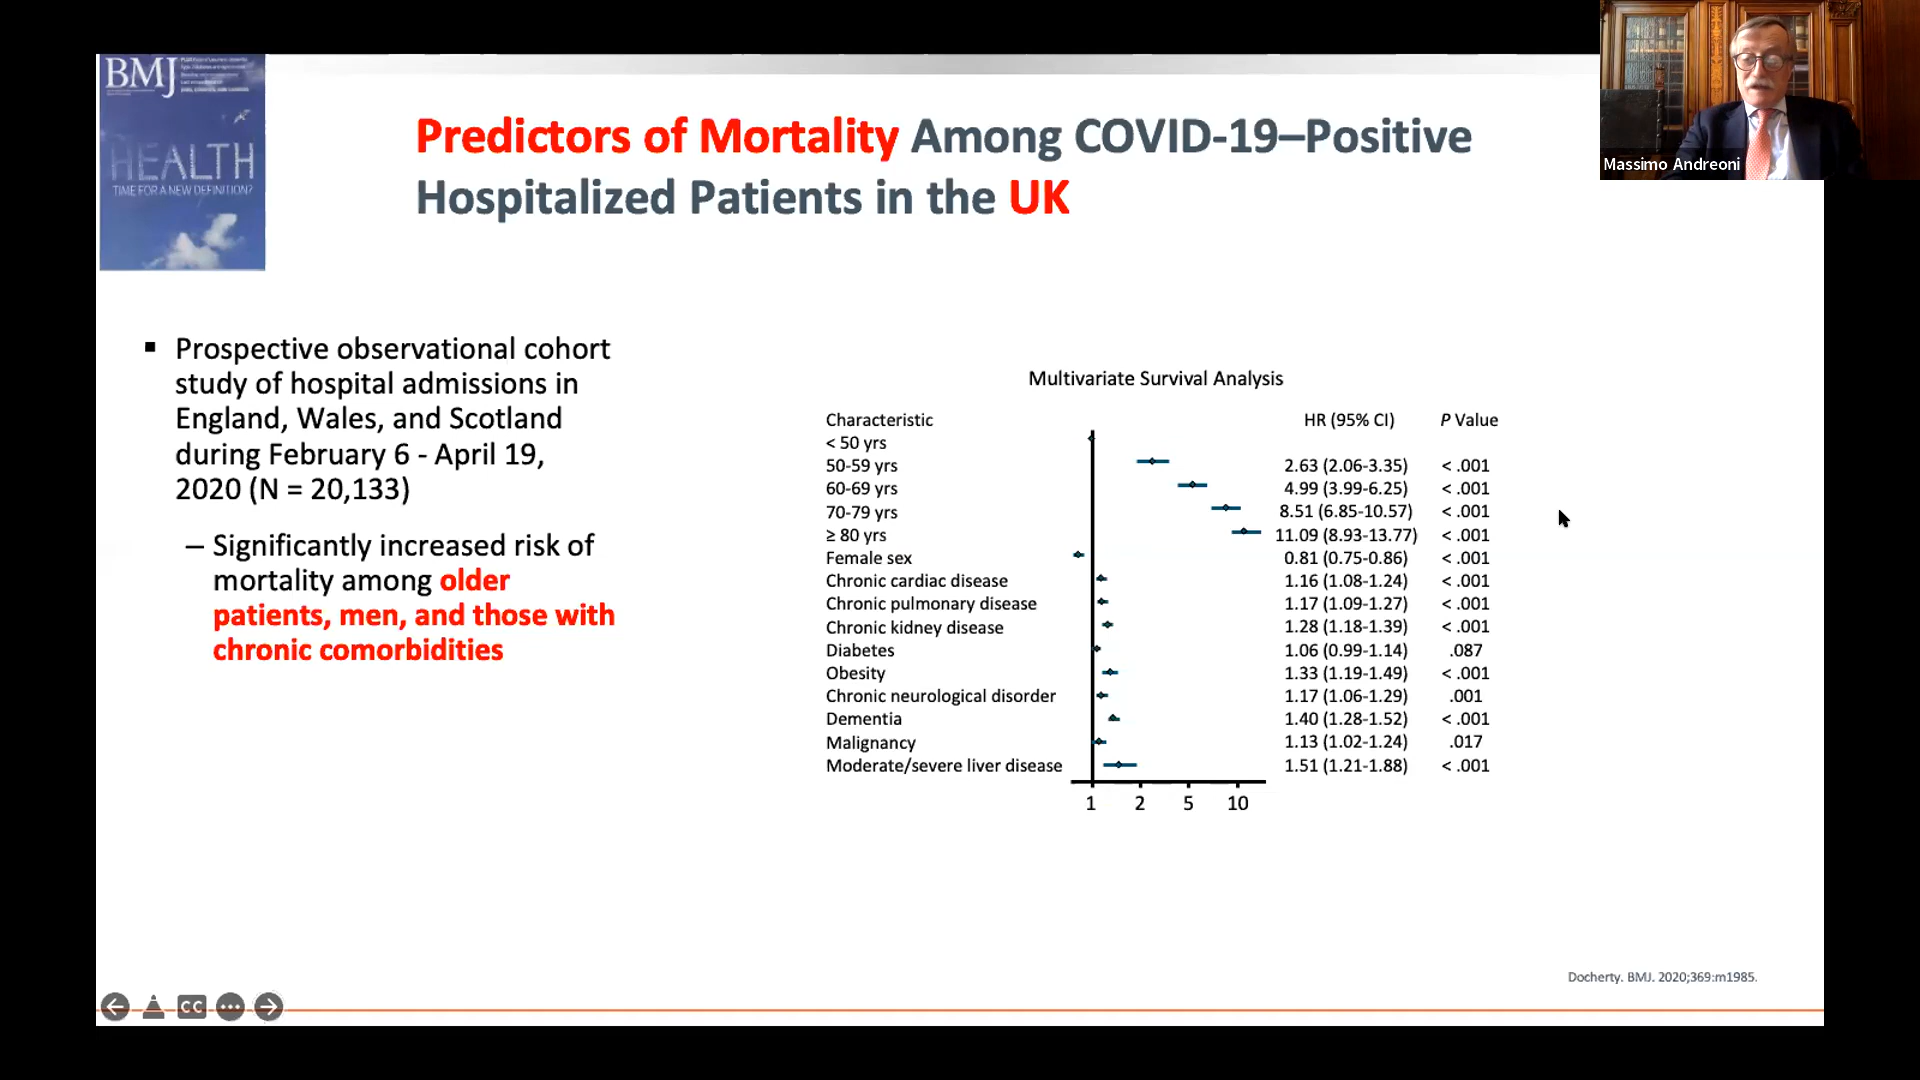 BMJ
HEALTH
TIME FOR A NEW DEFINITION?
Predictors of Mortality Among COVID-19–Positive
Hospitalized Patients in the UK
Massimo Andreoni
▪ Prospective observational cohort
study of hospital admissions in
England, Wales, and Scotland
during February 6 - April 19,
2020 (N = 20,133)
– Significantly increased risk of
mortality among older
patients, men, and those with
chronic comorbidities
Multivariate Survival Analysis
Characteristic HR (95% CI) P Value
< 50 yrs
50-59 yrs 2.63 (2.06-3.35) < .001
60-69 yrs 4.99 (3.99-6.25) < .001
70-79 yrs 8.51 (6.85-10.57) < .001
≥ 80 yrs 11.09 (8.93-13.77) < .001
Female sex 0.81 (0.75-0.86) < .001
Chronic cardiac disease 1.16 (1.08-1.24) < .001
Chronic pulmonary disease 1.17 (1.09-1.27) < .001
Chronic kidney disease 1.28 (1.18-1.39) < .001
Diabetes 1.06 (0.99-1.14) .087
Obesity 1.33 (1.19-1.49) < .001
Chronic neurological disorder 1.17 (1.06-1.29) .001
Dementia 1.40 (1.28-1.52) < .001
Malignancy 1.13 (1.02-1.24) .017
Moderate/severe liver disease 1.51 (1.21-1.88) < .001
1 2 5 10
Docherty. BMJ. 2020;369:m1985.
CC